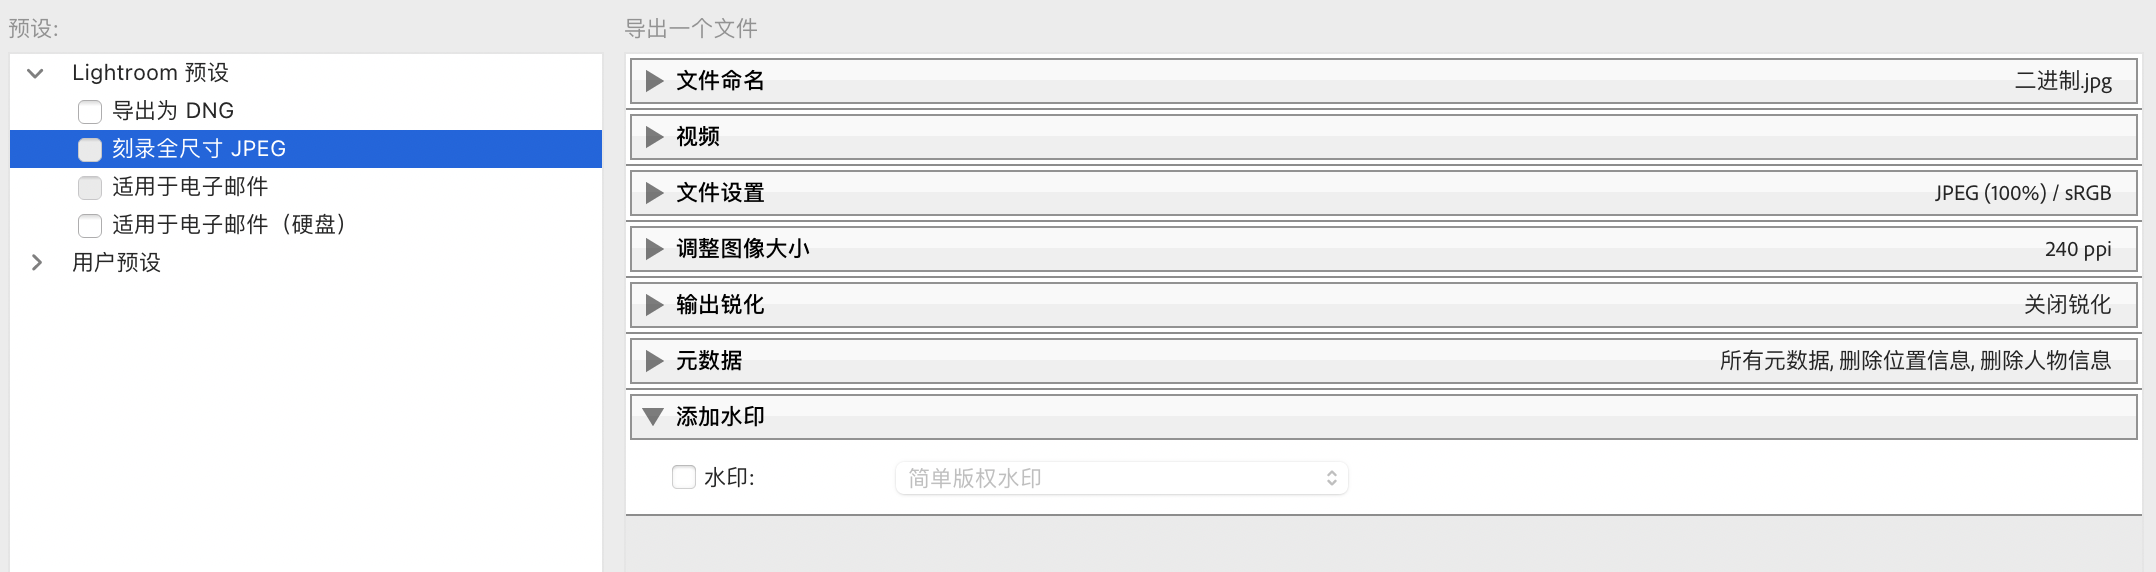 预设:
Lightroom 预设
导出为 DNG
刻录全尺寸 JPEG
适用于电子邮件
适用于电子邮件（硬盘）
用户预设
导出一个文件
文件命名 二进制.jpg
视频
文件设置 JPEG (100%) / sRGB
调整图像大小 240 ppi
输出锐化 关闭锐化
元数据 所有元数据, 删除位置信息, 删除人物信息
添加水印
水印: 简单版权水印